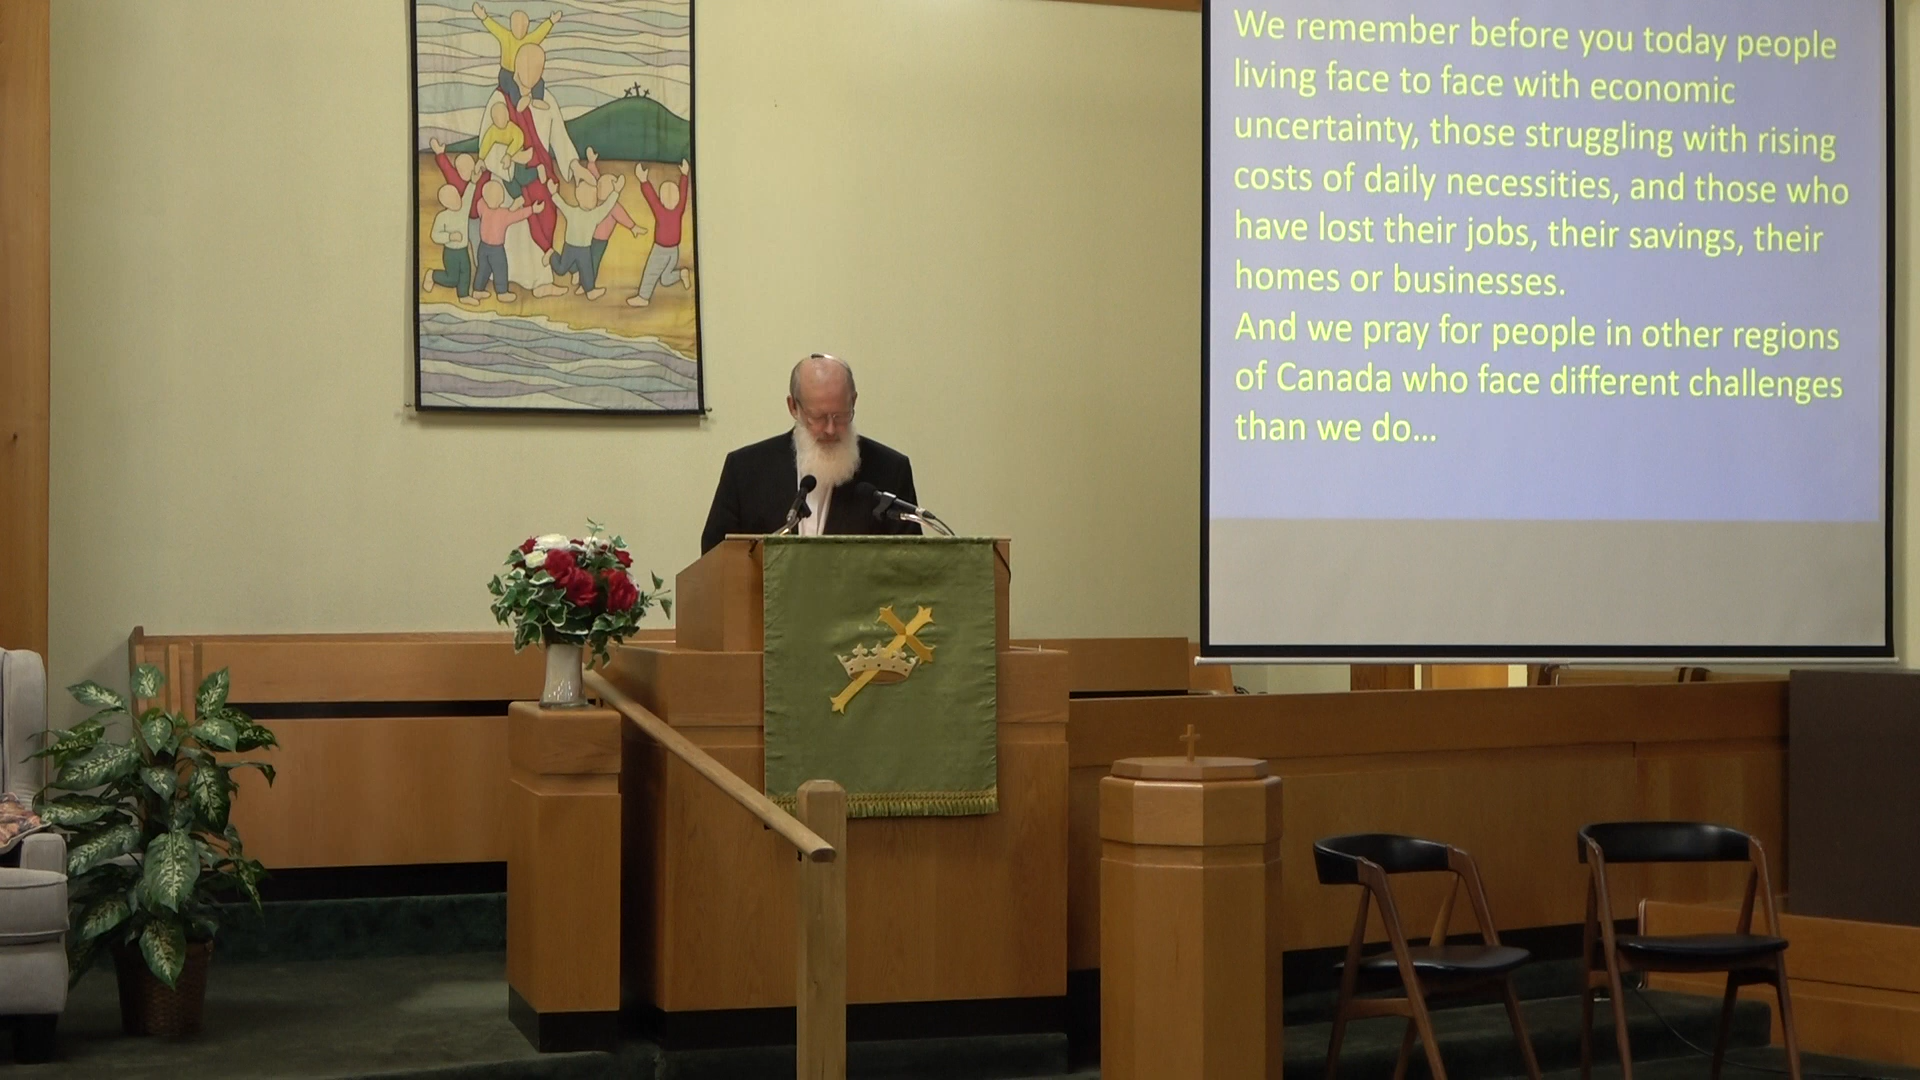 We remember before you today people
living face to face with economic
uncertainty, those struggling with rising
costs of daily necessities, and those who
have lost their jobs, their savings, their
homes or businesses.
And we pray for people in other regions
of Canada who face different challenges
than we do...